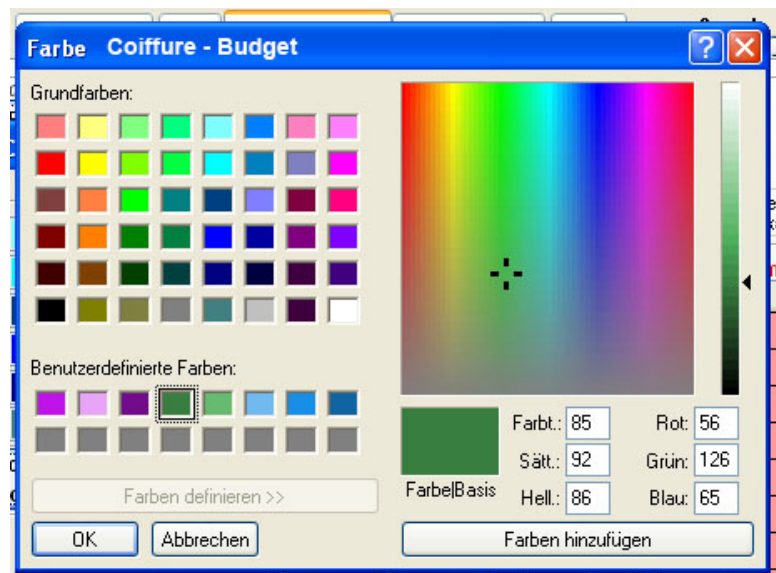 Farbe Coiffure - Budget
Grundfarben:
Benutzerdefinierte Farben:
Farben definieren >>
OK
Abbrechen
Farbe|Basis
Farbt.: 85
Sätt.: 92
Hell.: 86
Rot: 56
Grün: 126
Blau: 65
Farben hinzufügen